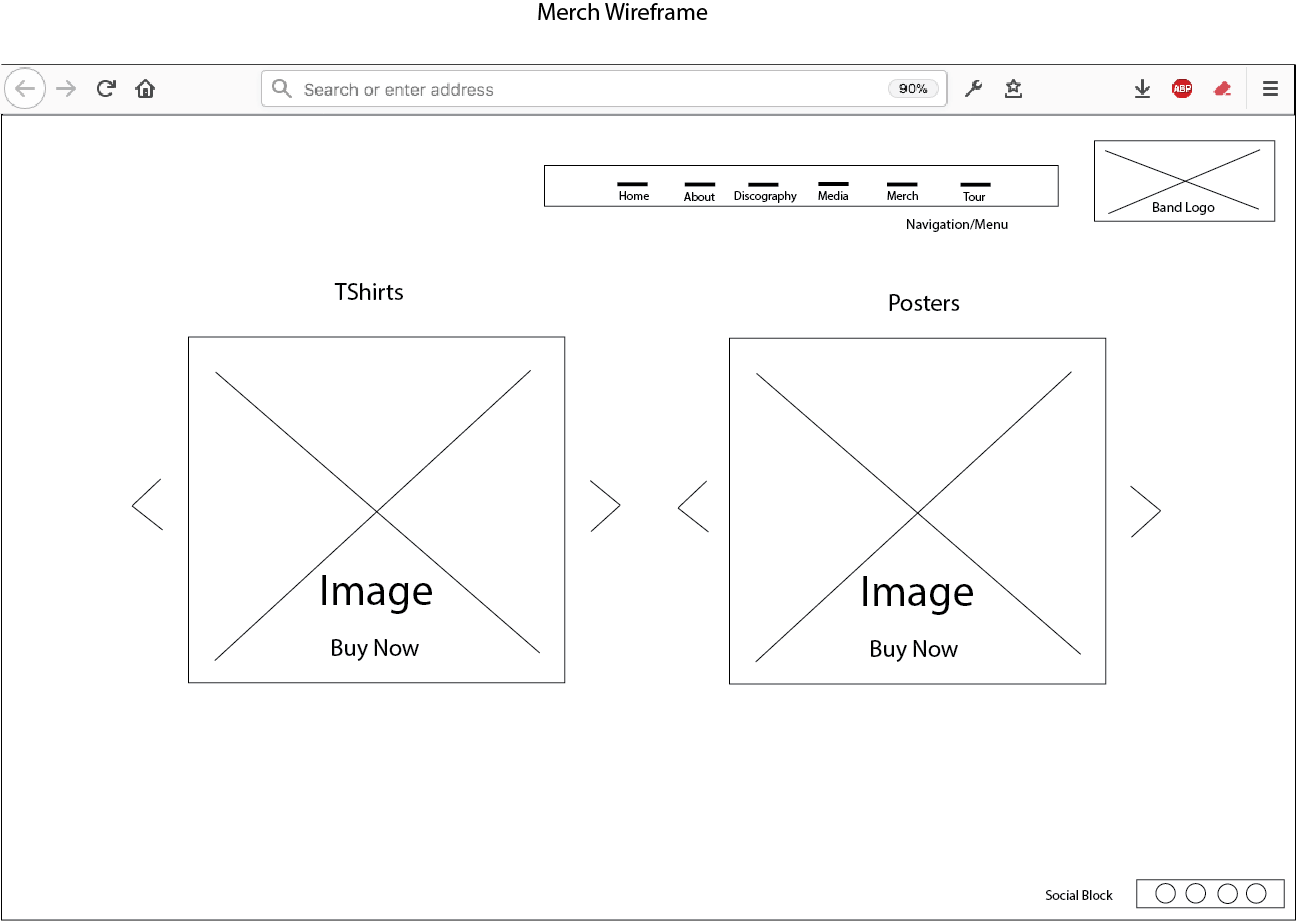 Merch Wireframe
Search or enter address
90%
ABP
Home
About
Discography
Media
Merch
Tour
Navigation/Menu
Band Logo
TShirts
Posters
Image
Buy Now
Image
Buy Now
Social Block